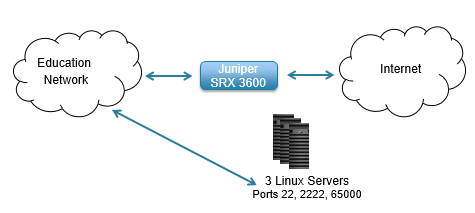 Education
Network
Juniper
SRX 3600
Internet
3 Linux Servers
Ports 22, 2222, 65000